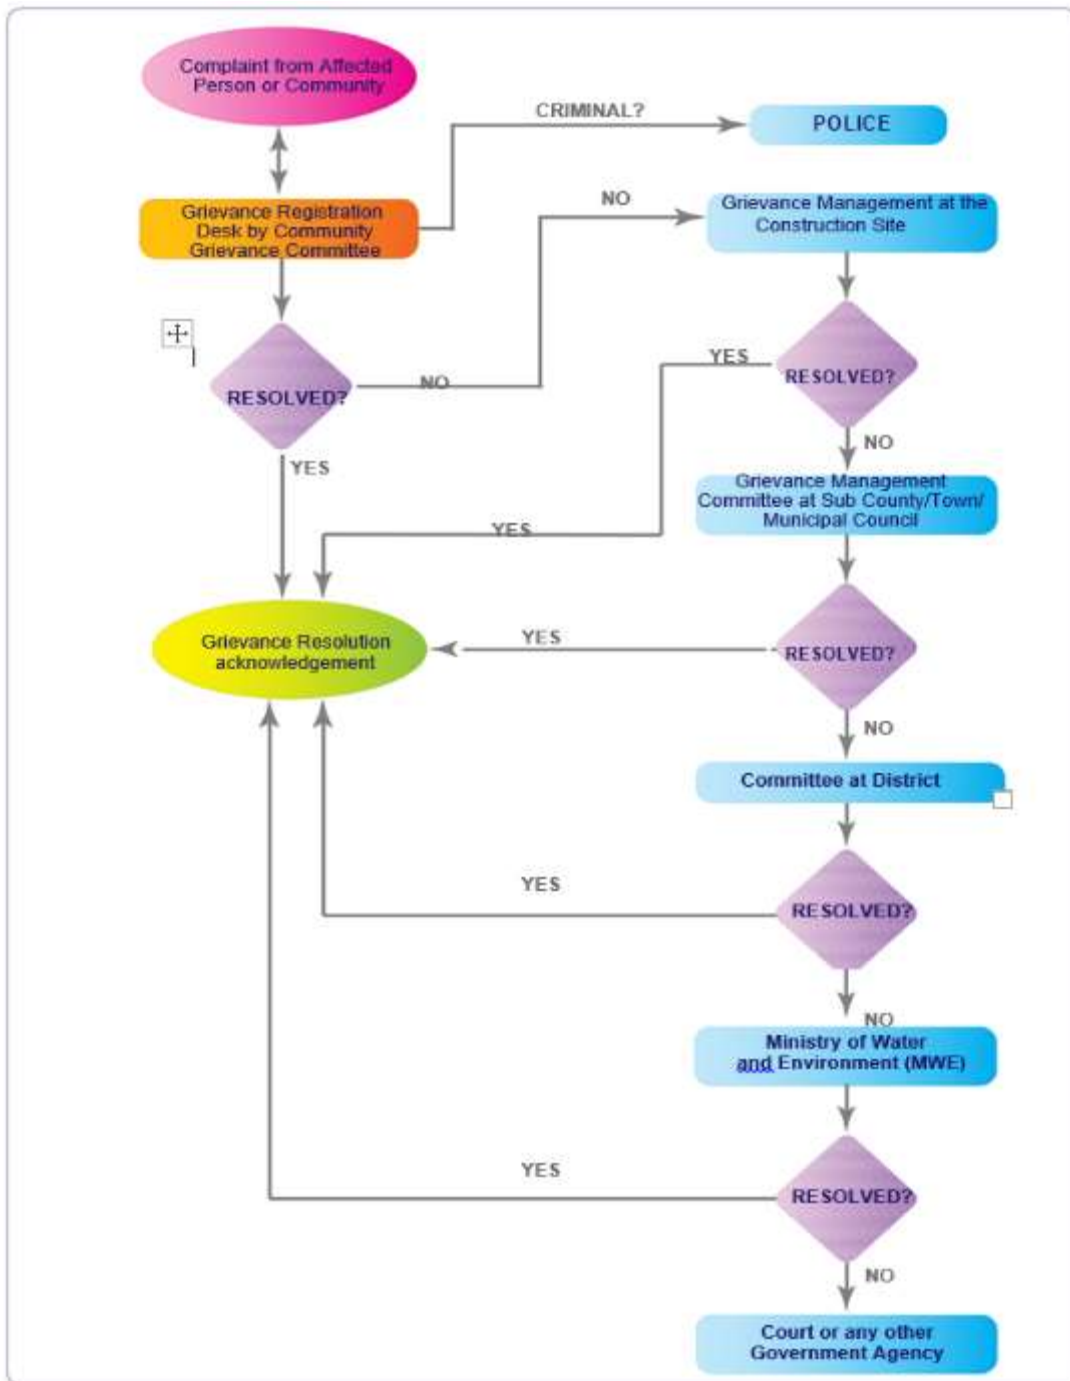 Complaint from Affected
Person or Community
CRIMINAL?
POLICE
Grievance Registration
Desk by Community
Grievance Committee
NO
Grievance Management at the
Construction Site
RESOLVED?
NO
YES
RESOLVED?
YES
NO
Grievance Management
Committee at Sub County/Town/
Municipal Council
YES
Grievance Resolution
acknowledgement
YES
RESOLVED?
NO
Committee at District
YES
RESOLVED?
NO
Ministry of Water
and Environment (MWE)
YES
RESOLVED?
NO
Court or any other
Government Agency